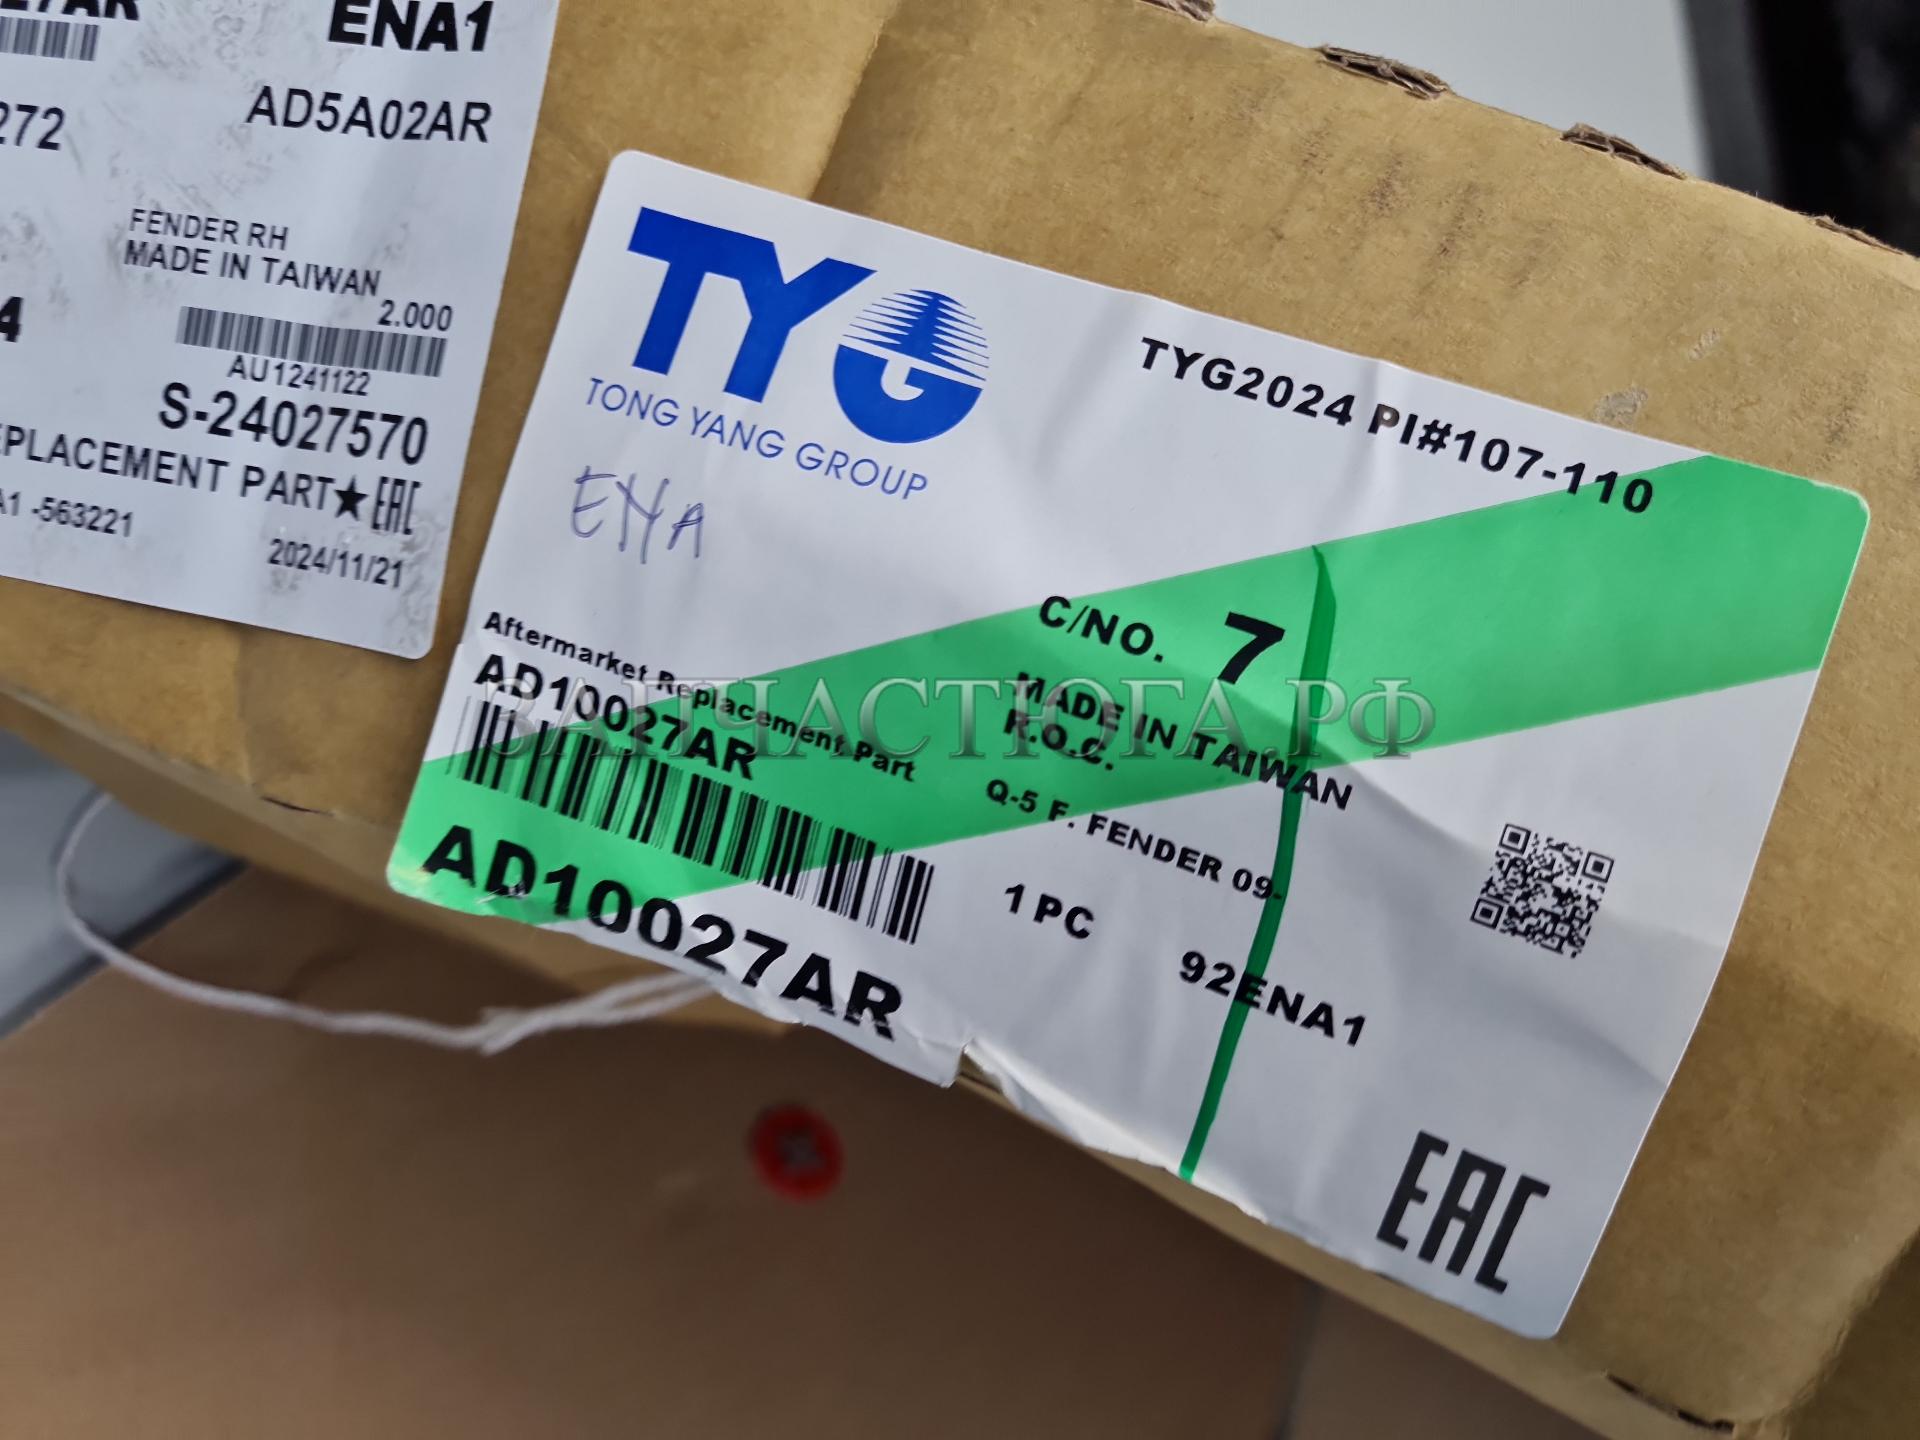 ENA1
272
AD5A02AR
FENDER RH
MADE IN TAIWAN
2.000
4
AU1241122
S-24027570
EPLACEMENT PART★EAC
A1 -563221
2024/11/21
TYG
TONG YANG GROUP
TYG2024 PI#107-110
ENA
C/NO. 7
Aftermarket Replacement Part
AD10027AR
MADE IN TAIWAN
R.O.C.
Q-5 F. FENDER 09-
AD10027AR
1 PC
92ENA1
EAC
ЗАПЧАСТЮГА.РФ